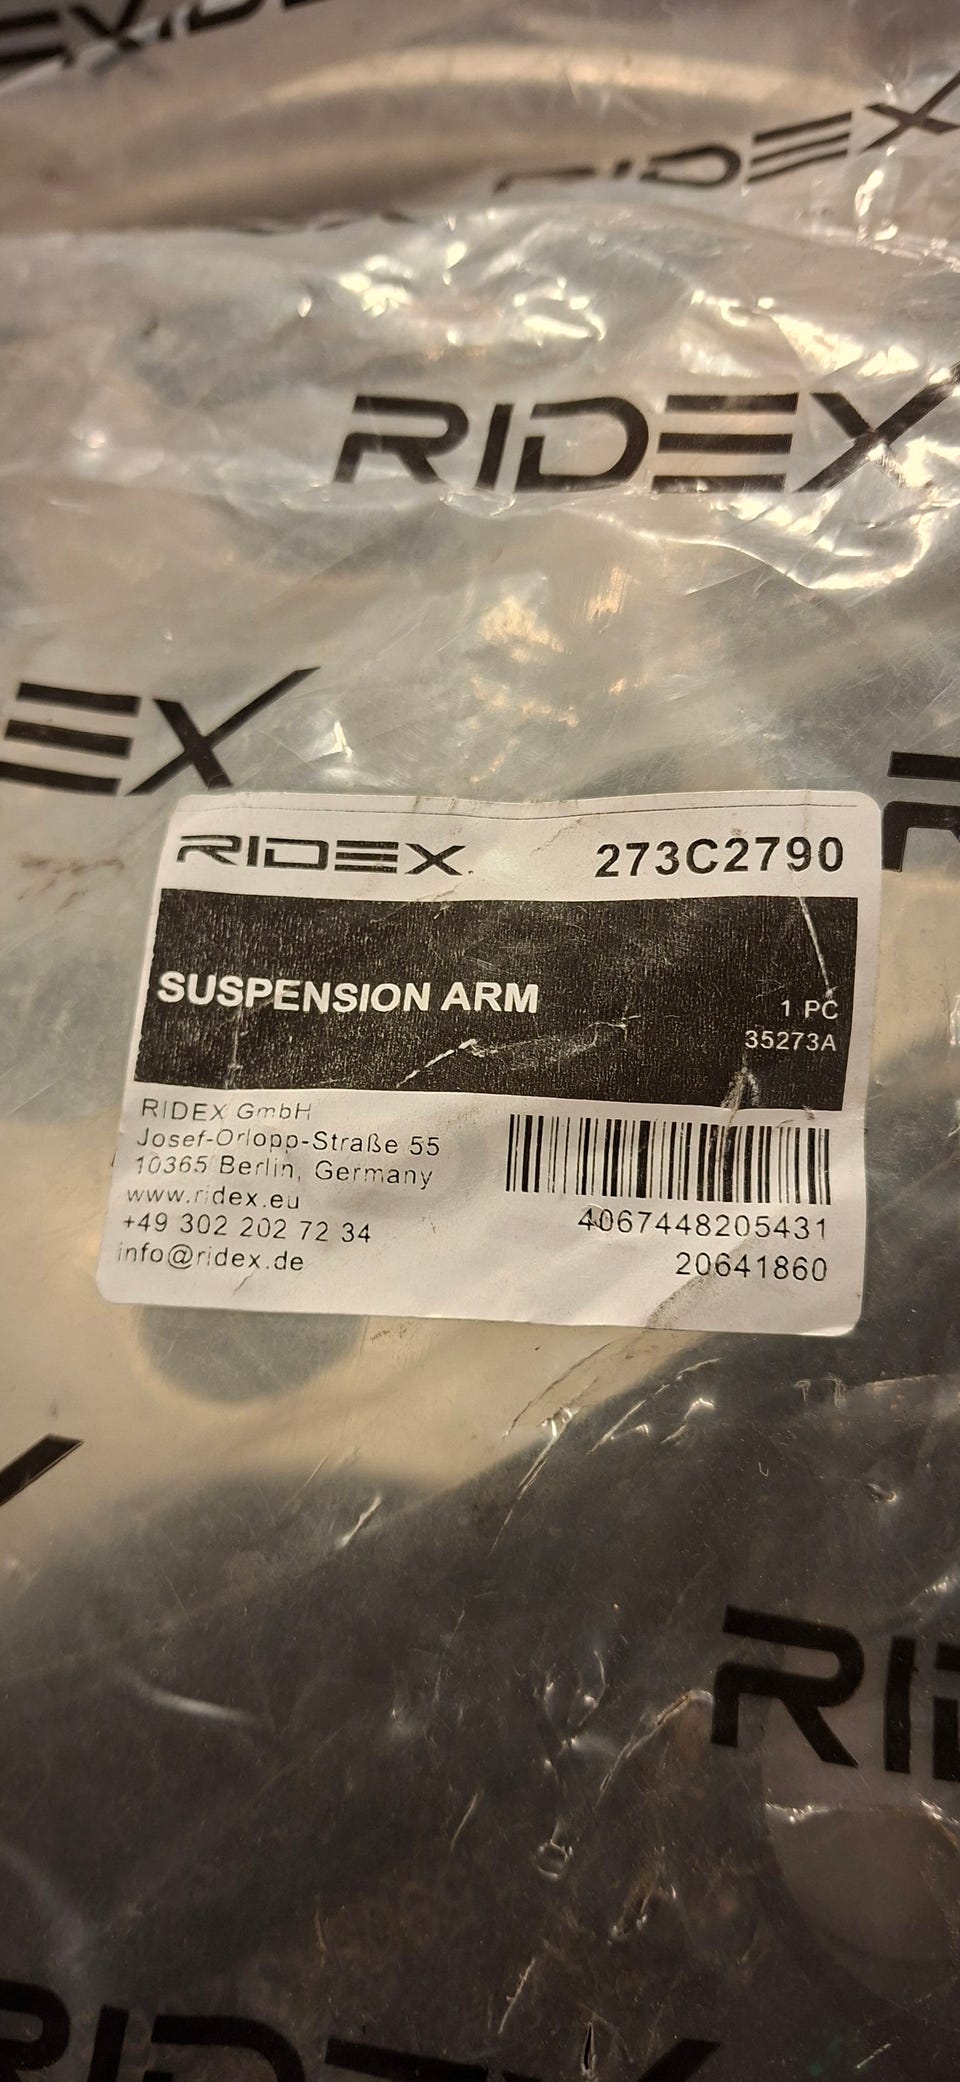 RIDEX
RIDEX
EX
RIDEX 273C2790
SUSPENSION ARM
1 PC
35273A
RIDEX GmbH
Josef-Orlopp-Straße 55
10365 Berlin, Germany
www.ridex.eu
+49 302 202 72 34
info@ridex.de
4067448205431
20641860
RI